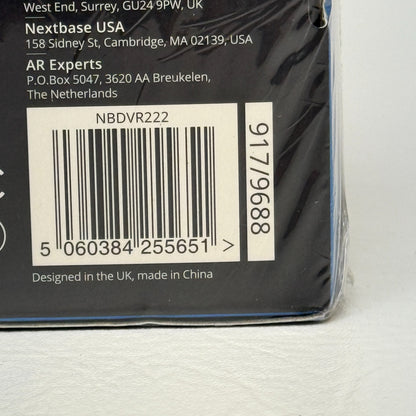 West End, Surrey, GU24 9PW, UK
Nextbase USA
158 Sidney St, Cambridge, MA 02139, USA
AR Experts
P.O.Box 5047, 3620 AA Breukelen,
The Netherlands
NBDVR222
5 060384 255651 >
917/9688
Designed in the UK, made in China